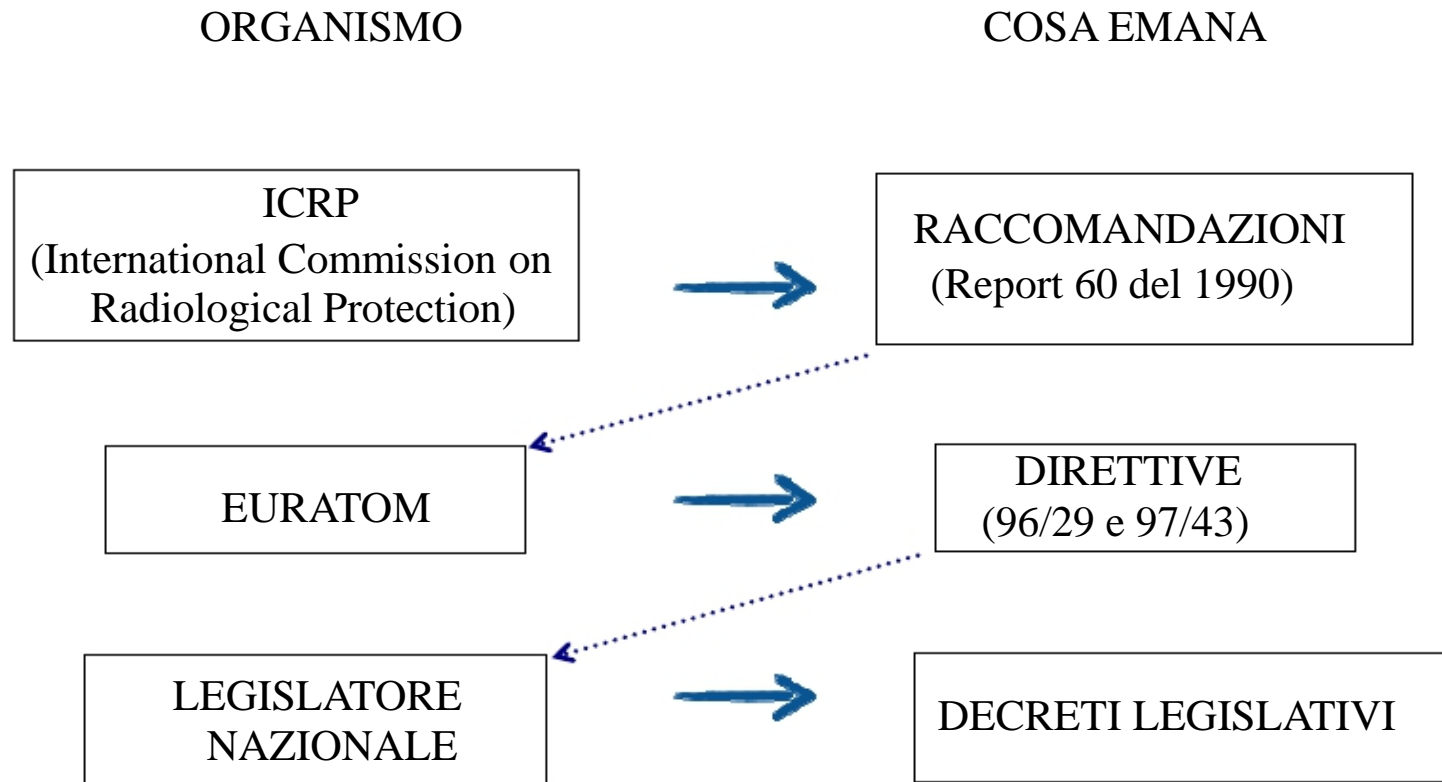 ORGANISMO
COSA EMANA
ICRP
(International Commission on
Radiological Protection)
RACCOMANDAZIONI
(Report 60 del 1990)
EURATOM
DIRETTIVE
(96/29 e 97/43)
LEGISLATORE
NAZIONALE
DECRETI LEGISLATIVI